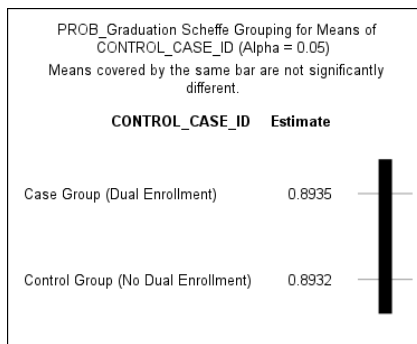 PROB_Graduation Scheffe Grouping for Means of
CONTROL_CASE_ID (Alpha = 0.05)
Means covered by the same bar are not significantly
different.
CONTROL_CASE_ID Estimate
Case Group (Dual Enrollment) 0.8935
Control Group (No Dual Enrollment) 0.8932